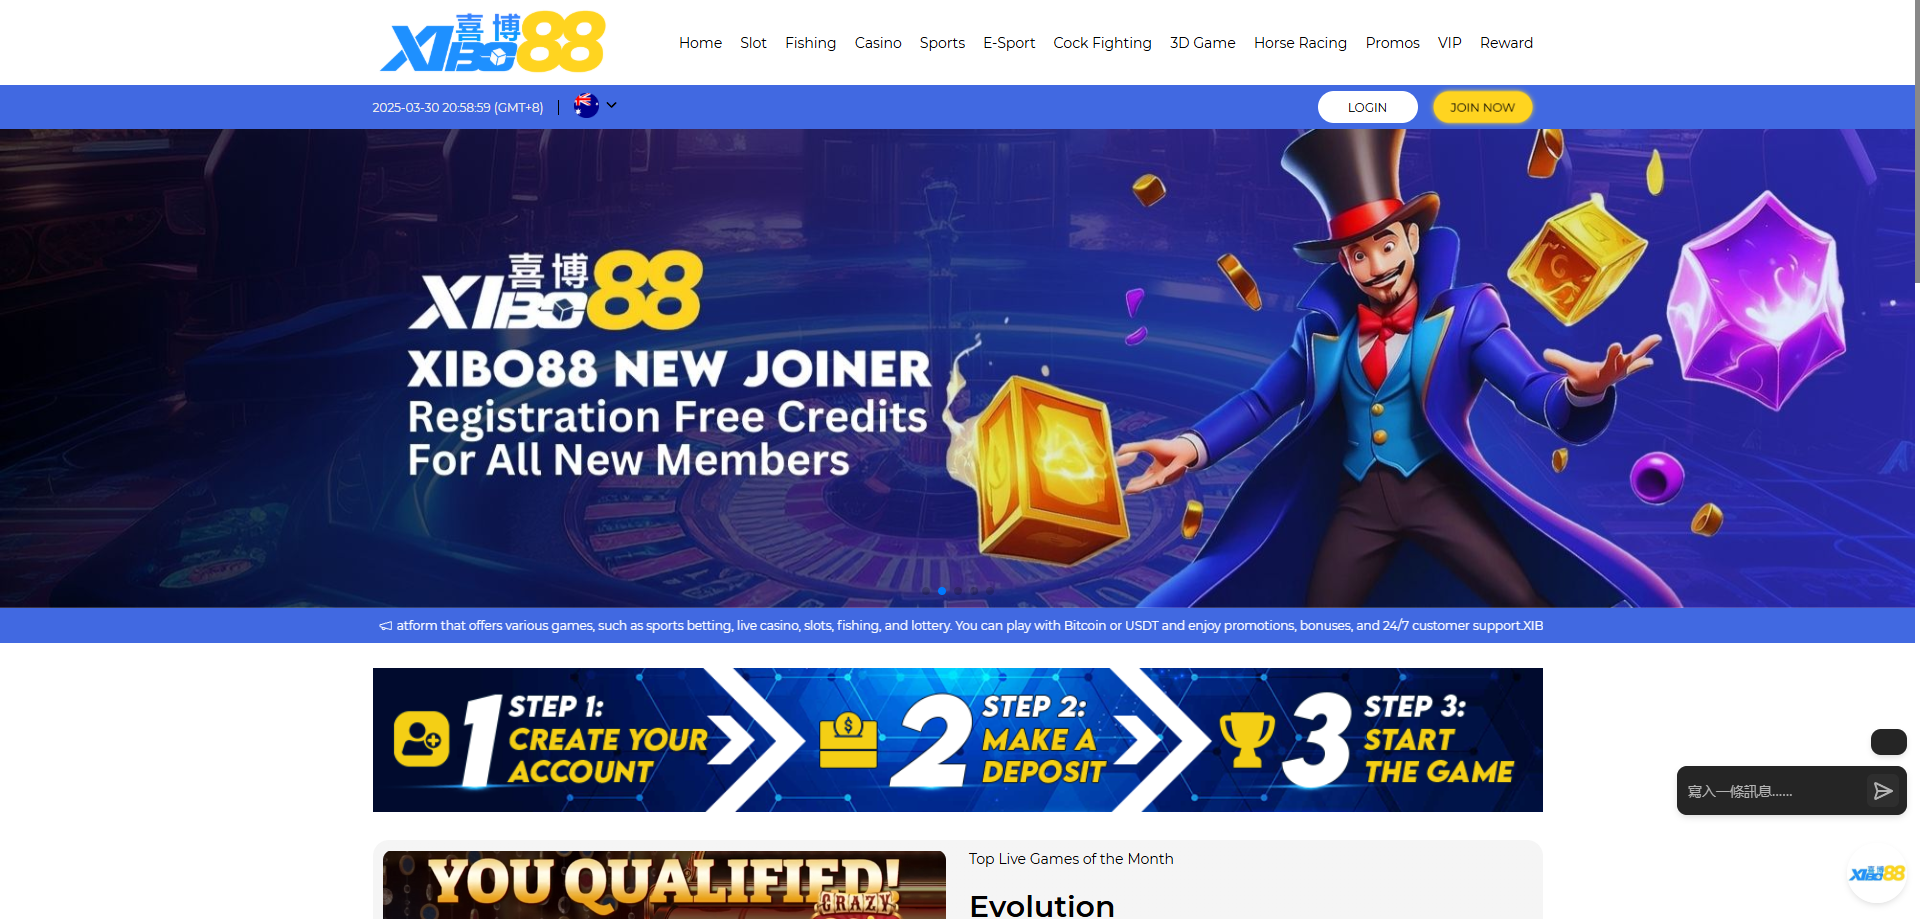 喜博
XIBO88
Home Slot Fishing Casino Sports E-Sport Cock Fighting 3D Game Horse Racing Promos VIP Reward
2025-03-30 20:58:59 (GMT+8) |
LOGIN
JOIN NOW
喜博
XIBO88
XIBO88 NEW JOINER
Registration Free Credits
For All New Members
atform that offers various games, such as sports betting, live casino, slots, fishing, and lottery. You can play with Bitcoin or USDT and enjoy promotions, bonuses, and 24/7 customer support.XIB
1 STEP 1:
CREATE YOUR
ACCOUNT
2 STEP 2:
MAKE A
DEPOSIT
3 STEP 3:
START
THE GAME
寫入一條訊息......
YOU QUALIFIED!
CRAZY
Top Live Games of the Month
Evolution
喜博
XIBO88